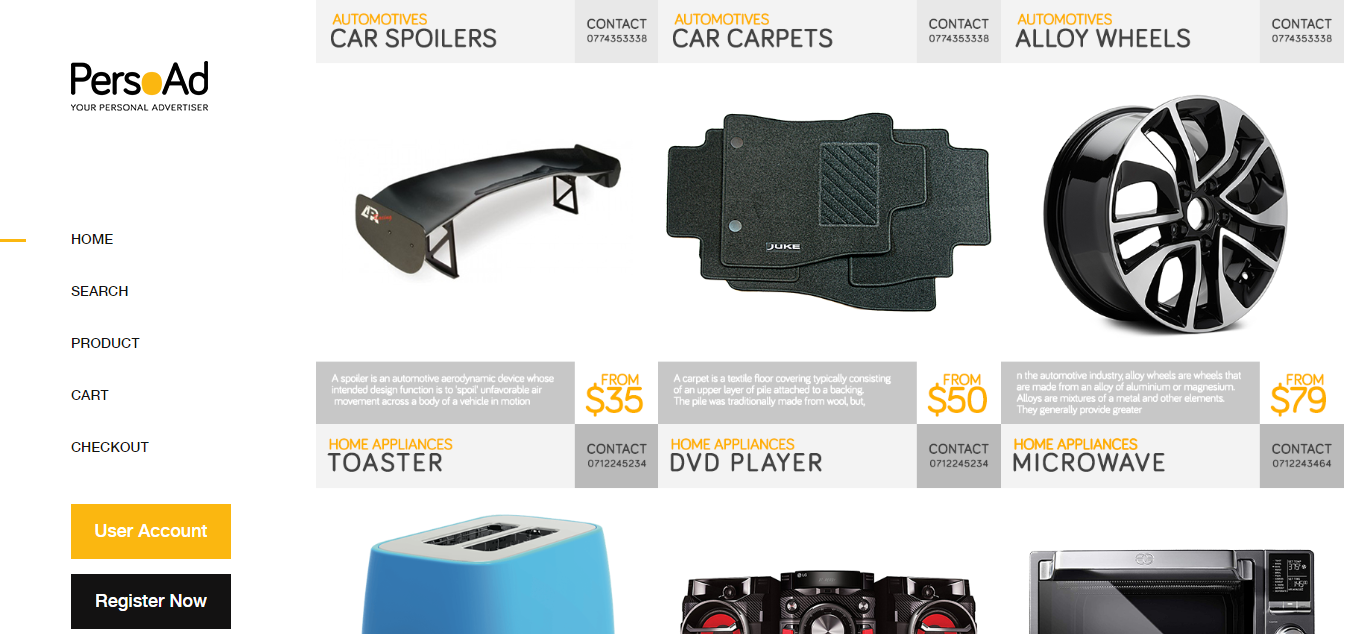 PersoAd
YOUR PERSONAL ADVERTISER
HOME
SEARCH
PRODUCT
CART
CHECKOUT
User Account
Register Now
AUTOMOTIVES
CAR SPOILERS
CONTACT
0774353338
AUTOMOTIVES
CAR CARPETS
CONTACT
0774353338
AUTOMOTIVES
ALLOY WHEELS
CONTACT
0774353338
JUKE
A spoiler is an automotive aerodynamic device whose
intended design function is to 'spoil' unfavorable air
movement across a body of a vehicle in motion
FROM
$35
A carpet is a textile floor covering typically consisting
of an upper layer of pile attached to a backing.
The pile was traditionally made from wool, but,
FROM
$50
n the automotive industry, alloy wheels are wheels that
are made from an alloy of aluminium or magnesium.
Alloys are mixtures of a metal and other elements.
They generally provide greater
FROM
$79
HOME APPLIANCES
TOASTER
CONTACT
0712245234
HOME APPLIANCES
DVD PLAYER
CONTACT
0712245234
HOME APPLIANCES
MICROWAVE
CONTACT
0712243464
LG